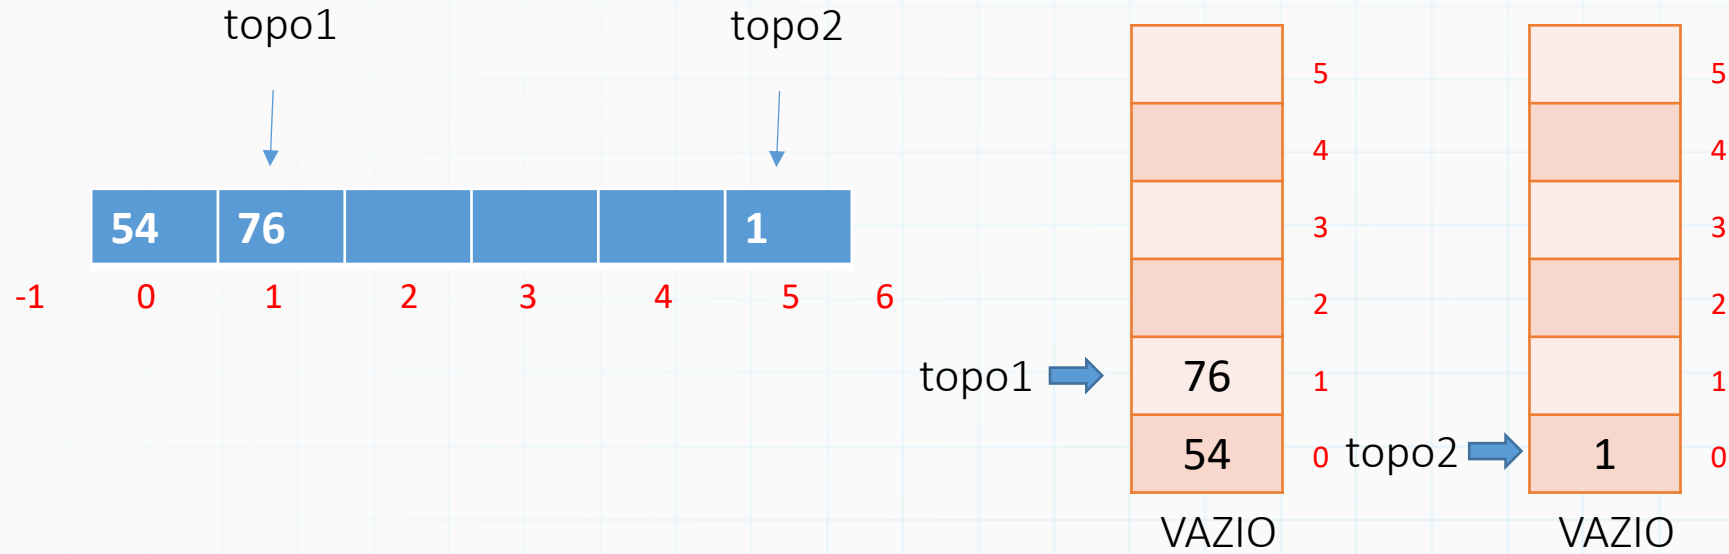 topo1 topo2
54 76 1
-1 0 1 2 3 4 5 6
5 5
4 4
3 3
2 2
topo1 76 1 1
54 0 topo2 1 0
VAZIO VAZIO